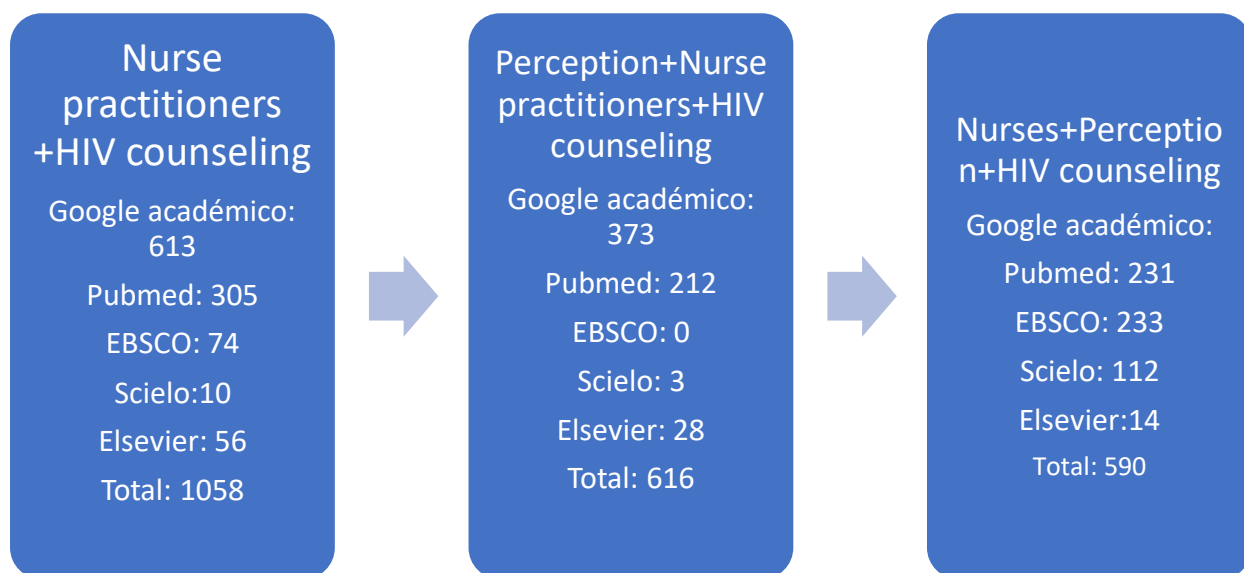 Nurse
practitioners
+HIV counseling
Google académico:
613
Pubmed: 305
EBSCO: 74
Scielo:10
Elsevier: 56
Total: 1058
Perception+Nurse
practitioners+HIV
counseling
Google académico:
373
Pubmed: 212
EBSCO: 0
Scielo: 3
Elsevier: 28
Total: 616
Nurses+Perceptio
n+HIV counseling
Google académico:
Pubmed: 231
EBSCO: 233
Scielo: 112
Elsevier:14
Total: 590